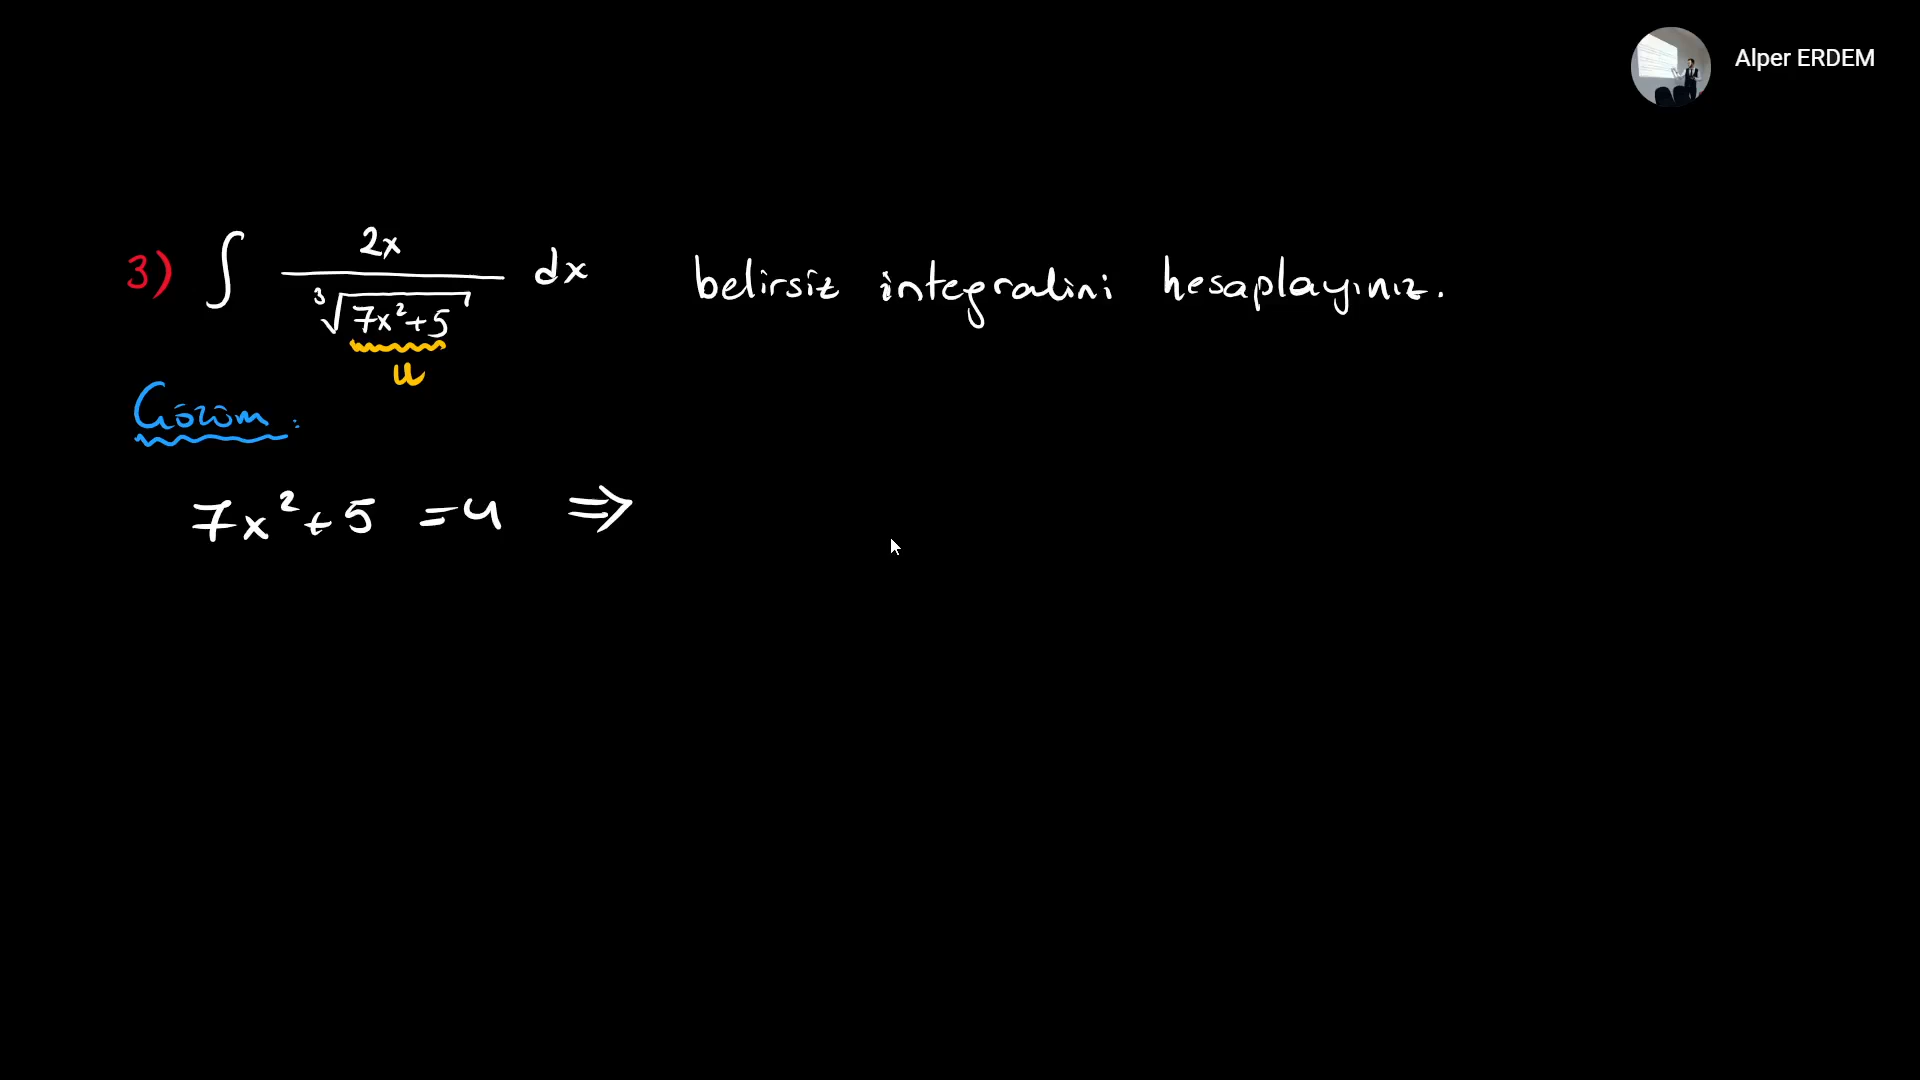 Alper ERDEM
3) ∫ 2x / ∛(7x²+5) dx belirsiz integralini hesaplayınız.
u
Çözüm:
7x²+5 = u ⇒